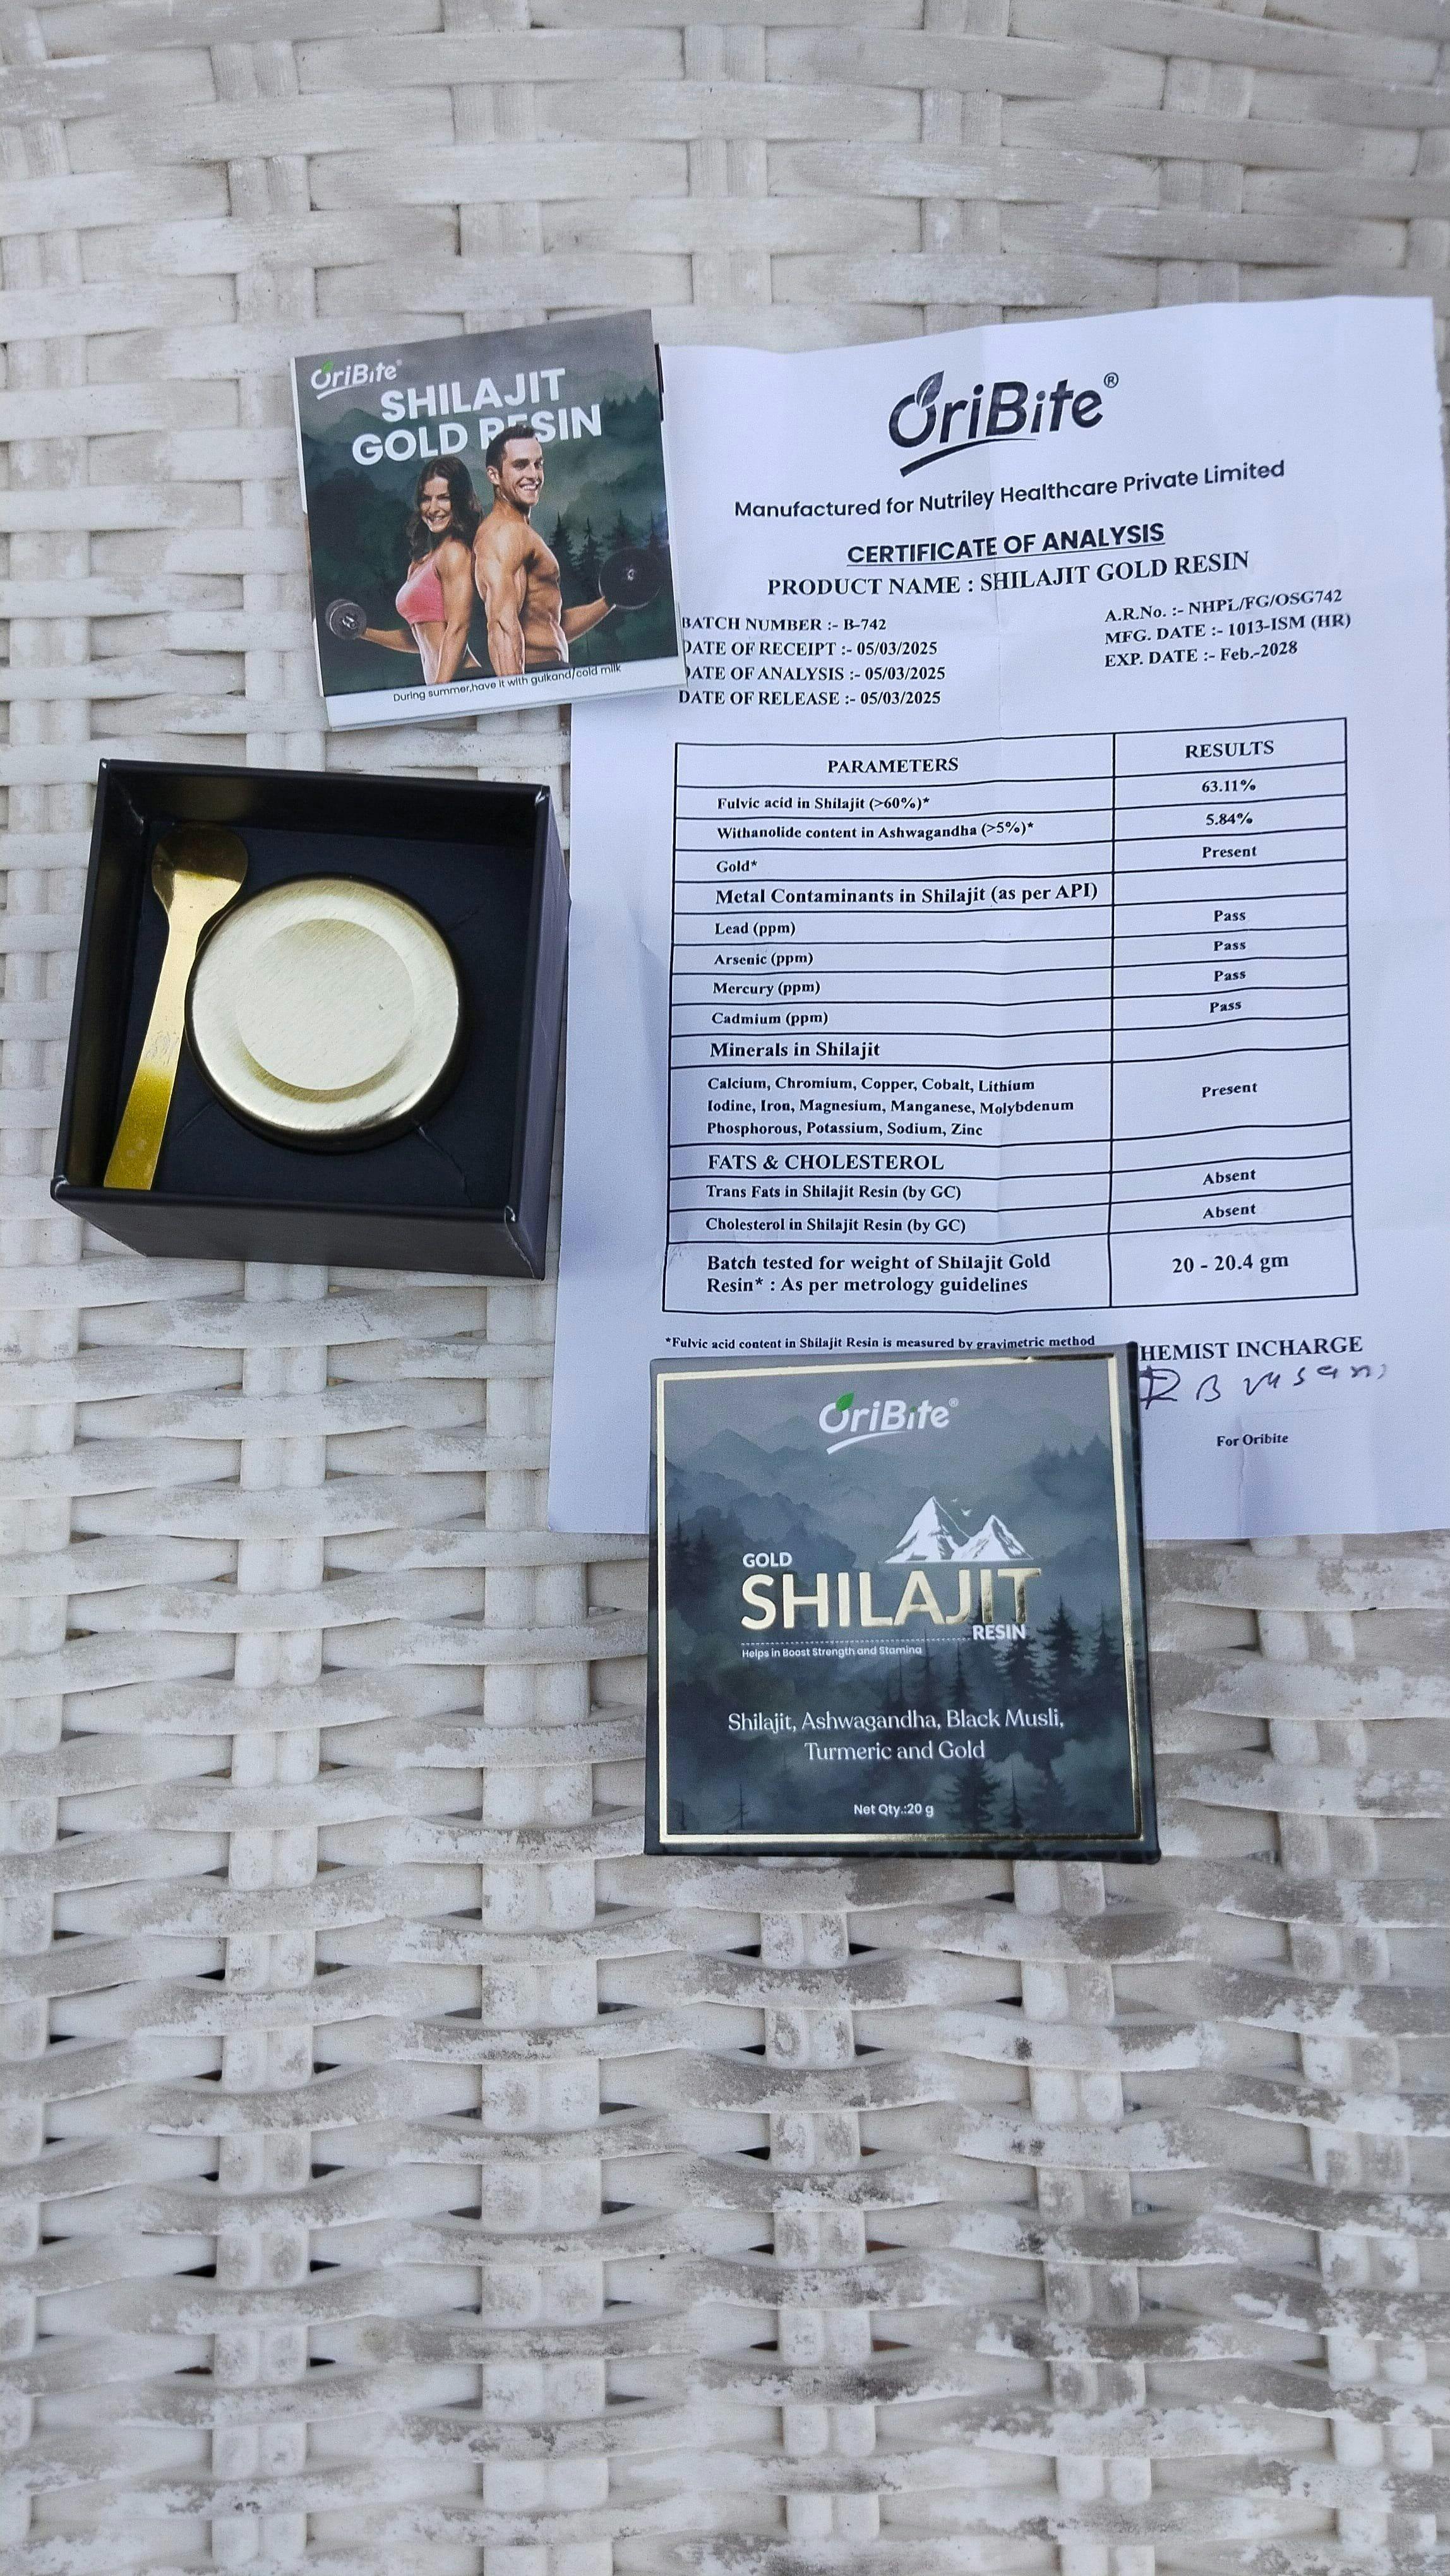 OriBite®
SHILAJIT
GOLD RESIN
During summer,have it with gulkand/cold milk
OriBite®
Manufactured for Nutriley Healthcare Private Limited
CERTIFICATE OF ANALYSIS
PRODUCT NAME : SHILAJIT GOLD RESIN
BATCH NUMBER :- B-742
DATE OF RECEIPT :- 05/03/2025
DATE OF ANALYSIS :- 05/03/2025
DATE OF RELEASE :- 05/03/2025
A.R.No. :- NHPL/FG/OSG742
MFG. DATE :- 1013-ISM (HR)
EXP. DATE :- Feb.-2028
PARAMETERS RESULTS
Fulvic acid in Shilajit (>60%)* 63.11%
Withanolide content in Ashwagandha (>5%)* 5.84%
Gold* Present
Metal Contaminants in Shilajit (as per API)
Lead (ppm) Pass
Arsenic (ppm) Pass
Mercury (ppm) Pass
Cadmium (ppm) Pass
Minerals in Shilajit
Calcium, Chromium, Copper, Cobalt, Lithium
Iodine, Iron, Magnesium, Manganese, Molybdenum Present
Phosphorous, Potassium, Sodium, Zinc
FATS & CHOLESTEROL
Trans Fats in Shilajit Resin (by GC) Absent
Cholesterol in Shilajit Resin (by GC) Absent
Batch tested for weight of Shilajit Gold
Resin* : As per metrology guidelines 20 - 20.4 gm
*Fulvic acid content in Shilajit Resin is measured by gravimetric method
HEMIST INCHARGE
For Oribite
OriBite®
GOLD
SHILAJIT
RESIN
Helps in Boost Strength and Stamina
Shilajit, Ashwagandha, Black Musli,
Turmeric and Gold
Net Qty.:20 g